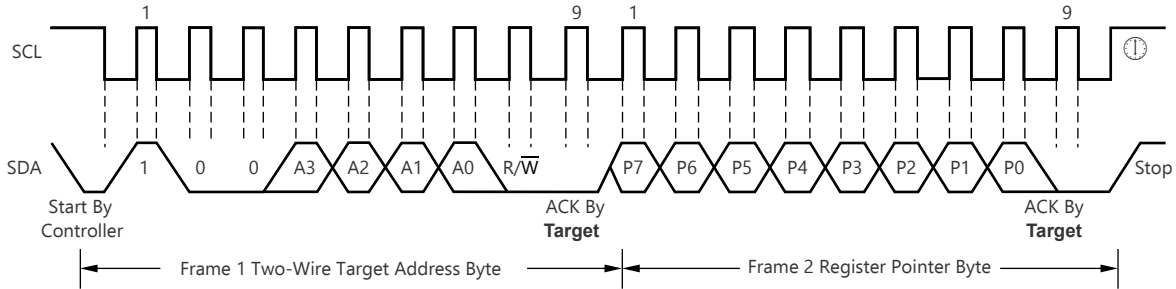 1 9 1 9
SCL
SDA 1 0 0 A3 A2 A1 A0 R/W̅ P7 P6 P5 P4 P3 P2 P1 P0 Stop
Start By ACK By ACK By
Controller Target Target
Frame 1 Two-Wire Target Address Byte Frame 2 Register Pointer Byte